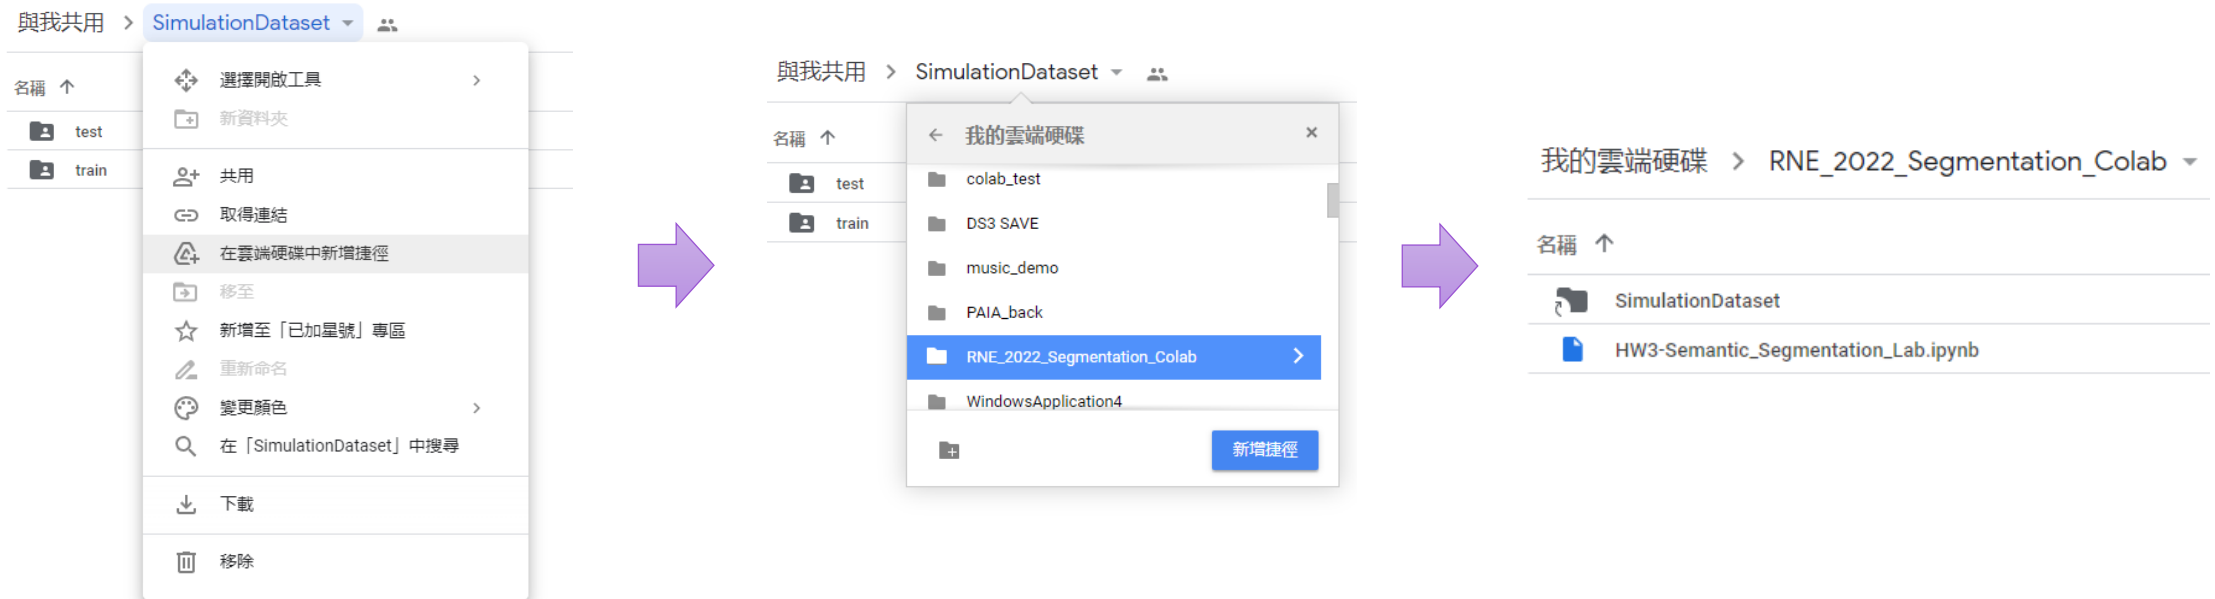 與我共用 > SimulationDataset
名稱
test
train
選擇開啟工具
新資料夾
共用
取得連結
在雲端硬碟中新增捷徑
移至
新增至「已加星號」專區
重新命名
變更顏色
在「SimulationDataset」中搜尋
下載
移除
與我共用 > SimulationDataset
名稱
test
train
我的雲端硬碟
colab_test
DS3 SAVE
music_demo
PAIA_back
RNE_2022_Segmentation_Colab
WindowsApplication4
新增捷徑
我的雲端硬碟 > RNE_2022_Segmentation_Colab
名稱
SimulationDataset
HW3-Semantic_Segmentation_Lab.ipynb